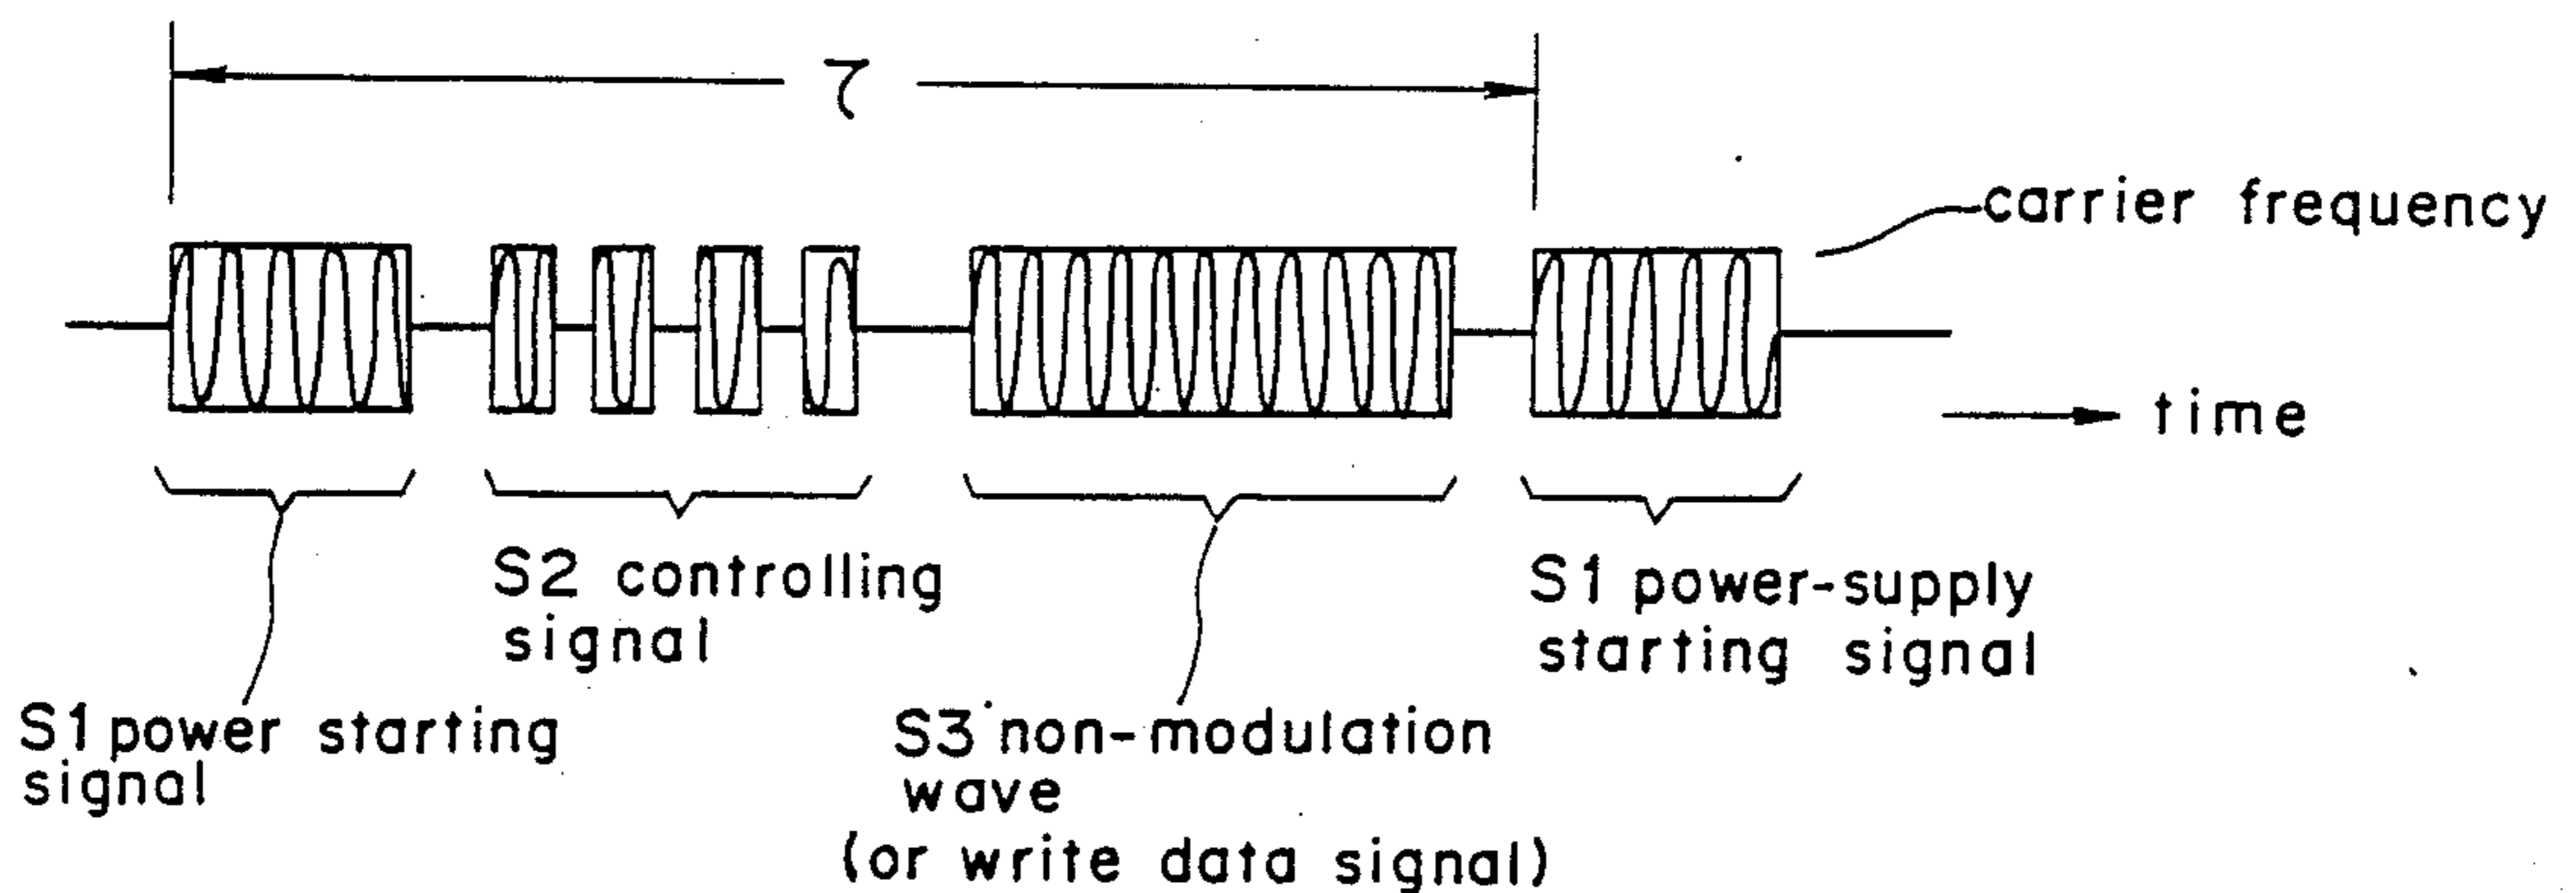 τ
carrier frequency
time
S1 power starting
signal
S2 controlling
signal
S3 non-modulation
wave
(or write data signal)
S1 power-supply
starting signal